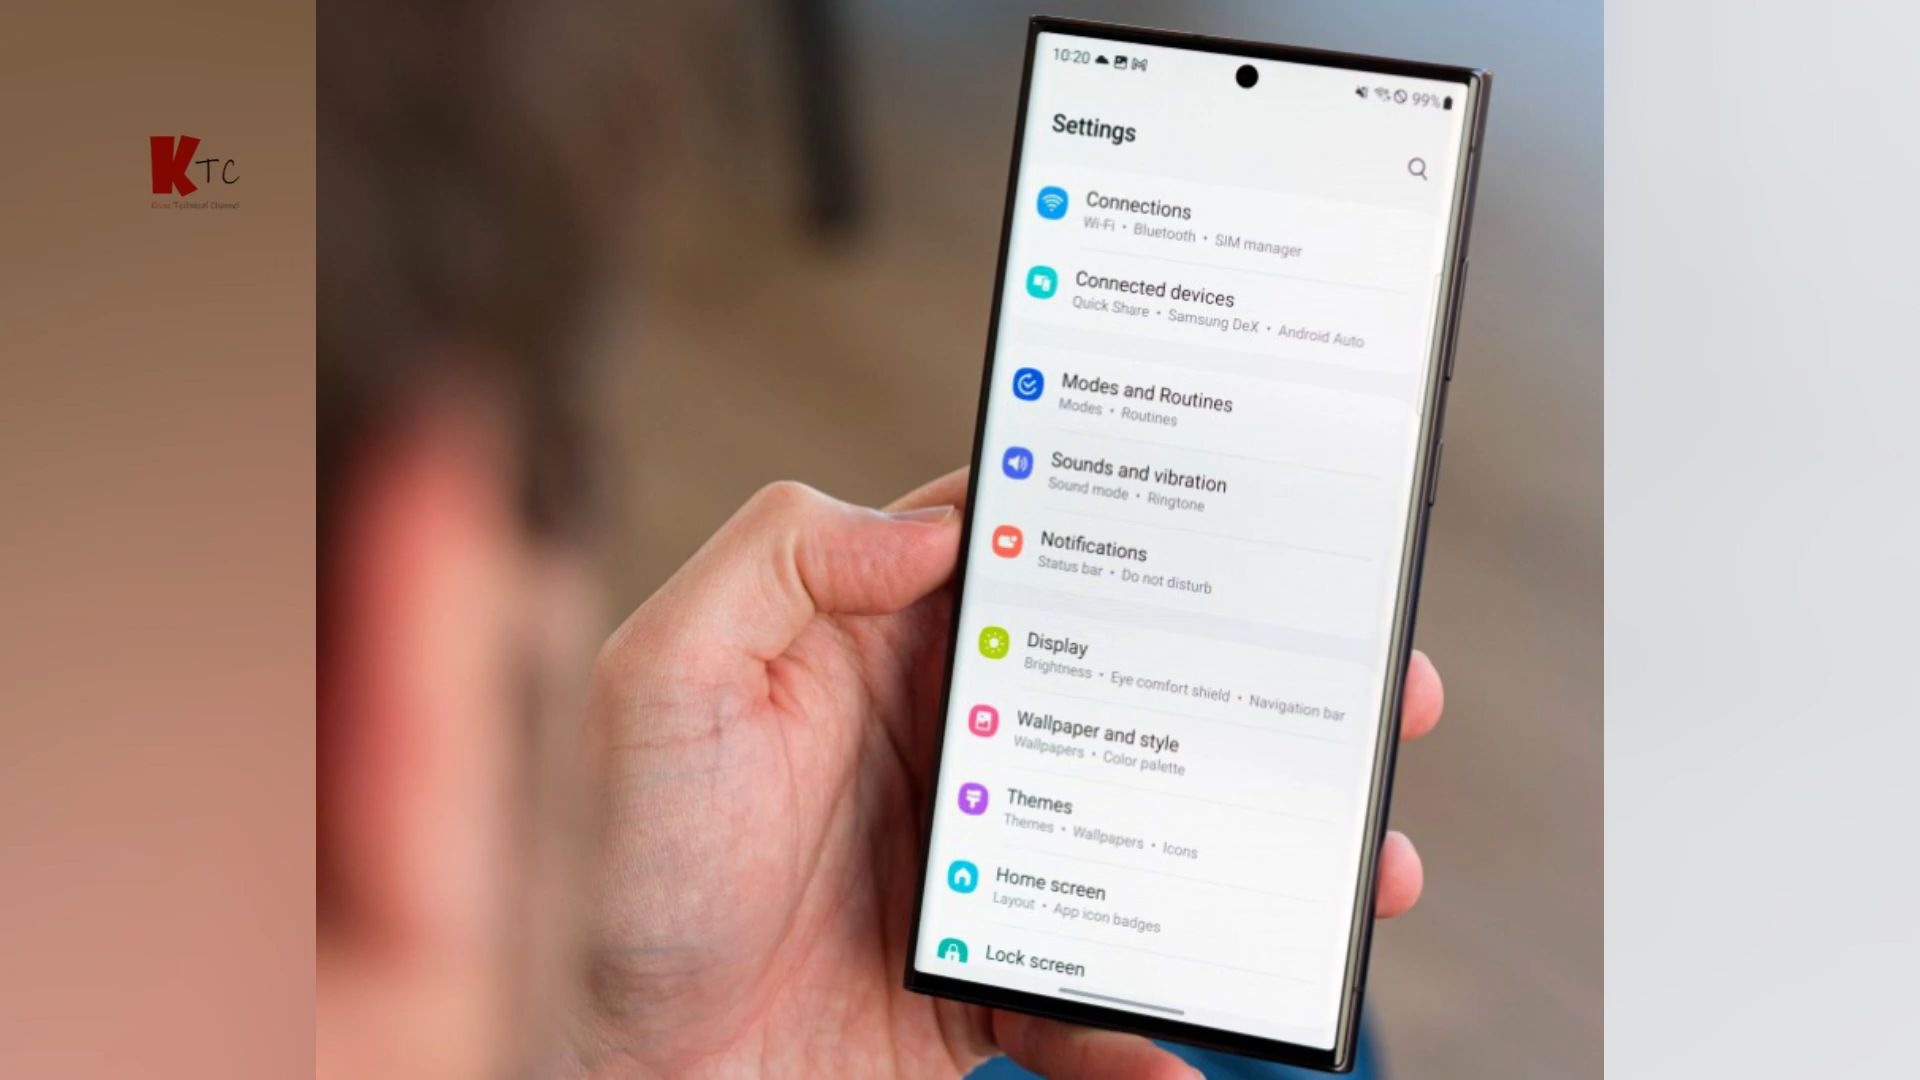 KTC
Technical Channel
10:20
99%
Settings
Connections
Wi-Fi • Bluetooth • SIM manager
Connected devices
Quick Share • Samsung DeX • Android Auto
Modes and Routines
Modes • Routines
Sounds and vibration
Sound mode • Ringtone
Notifications
Status bar • Do not disturb
Display
Brightness • Eye comfort shield • Navigation bar
Wallpaper and style
Wallpapers • Color palette
Themes
Themes • Wallpapers • Icons
Home screen
Layout • App icon badges
Lock screen